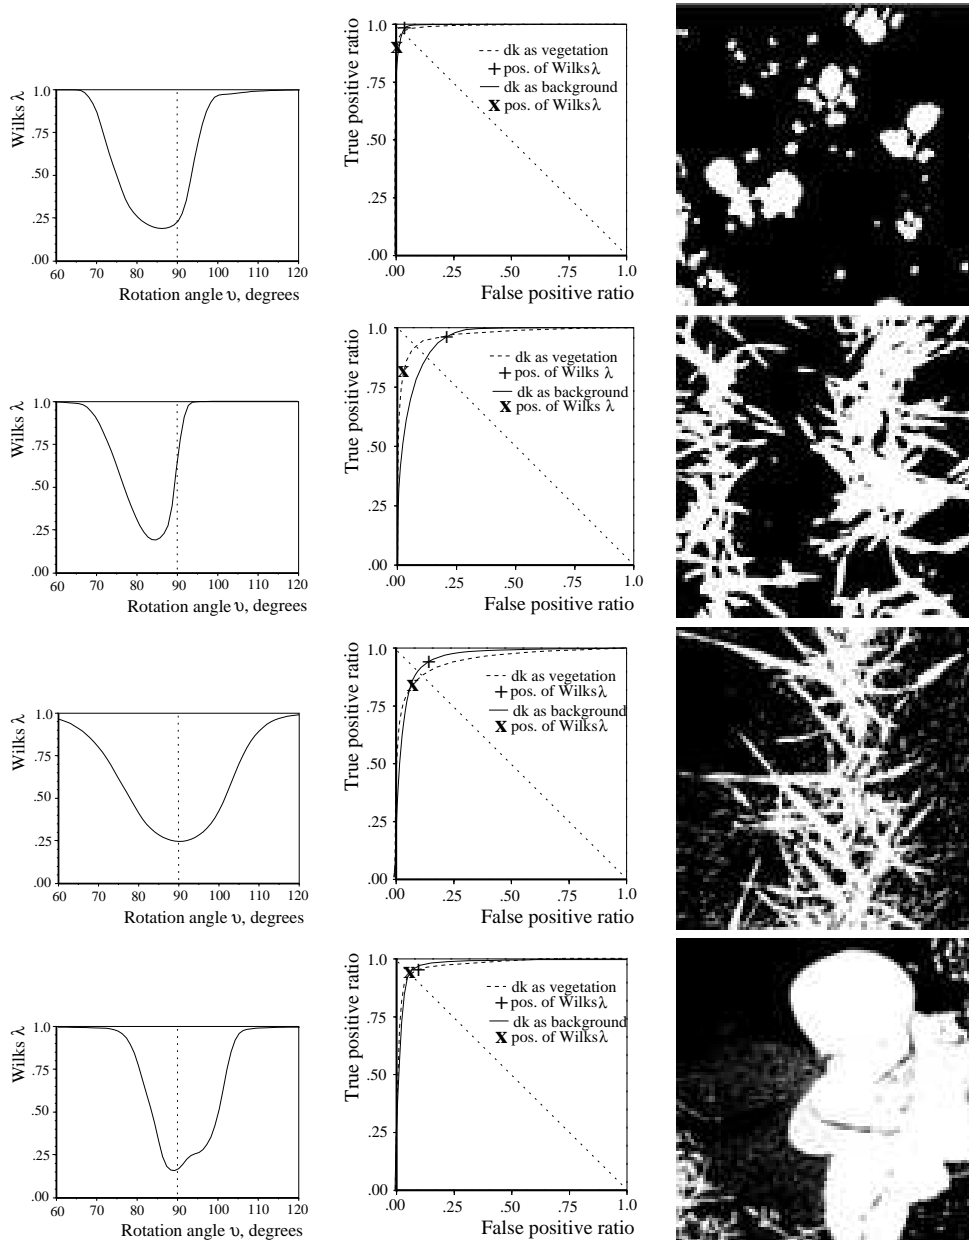 Wilks λ
1.0
.75
.50
.25
.00
60 70 80 90 100 110 120
Rotation angle υ, degrees
True positive ratio
1.0
.75
.50
.25
.00
dk as vegetation
pos. of Wilks λ
dk as background
pos. of Wilks λ
.00 .25 .50 .75 1.0
False positive ratio
Wilks λ
1.0
.75
.50
.25
.00
60 70 80 90 100 110 120
Rotation angle υ, degrees
True positive ratio
1.0
.75
.50
.25
.00
dk as vegetation
pos. of Wilks λ
dk as background
pos. of Wilks λ
.00 .25 .50 .75 1.0
False positive ratio
Wilks λ
1.0
.75
.50
.25
.00
60 70 80 90 100 110 120
Rotation angle υ, degrees
True positive ratio
1.0
.75
.50
.25
.00
dk as vegetation
pos. of Wilks λ
dk as background
pos. of Wilks λ
.00 .25 .50 .75 1.0
False positive ratio
Wilks λ
1.0
.75
.50
.25
.00
60 70 80 90 100 110 120
Rotation angle υ, degrees
True positive ratio
1.0
.75
.50
.25
.00
dk as vegetation
pos. of Wilks λ
dk as background
pos. of Wilks λ
.00 .25 .50 .75 1.0
False positive ratio